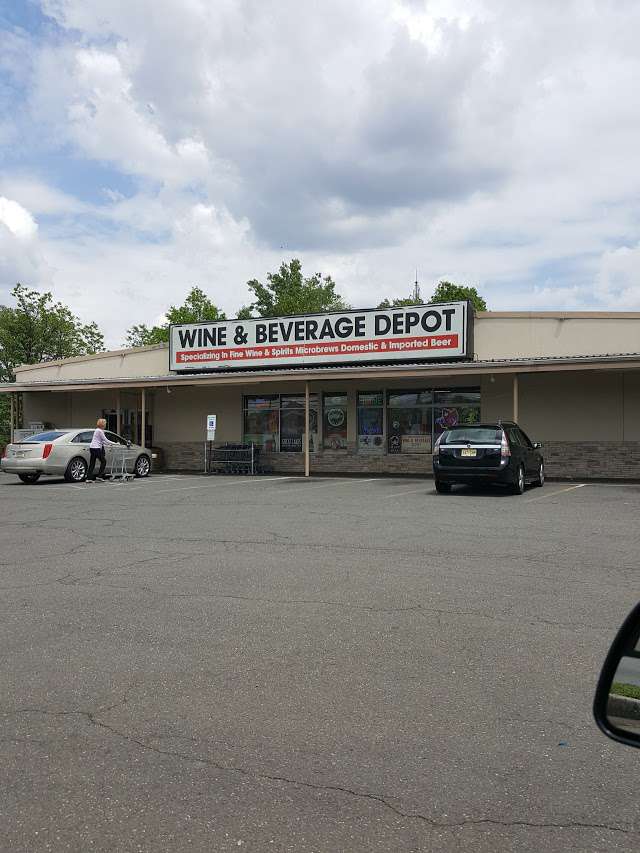 WINE & BEVERAGE DEPOT
Specializing In Fine Wine & Spirits Microbrews Domestic & Imported Beer